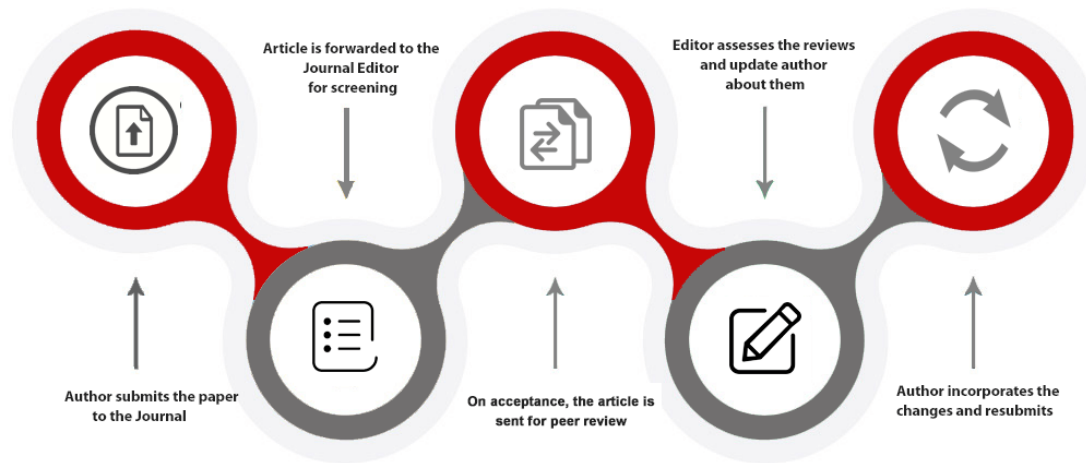 Author submits the paper
to the Journal
Article is forwarded to the
Journal Editor
for screening
On acceptance, the article is
sent for peer review
Editor assesses the reviews
and update author
about them
Author incorporates the
changes and resubmits